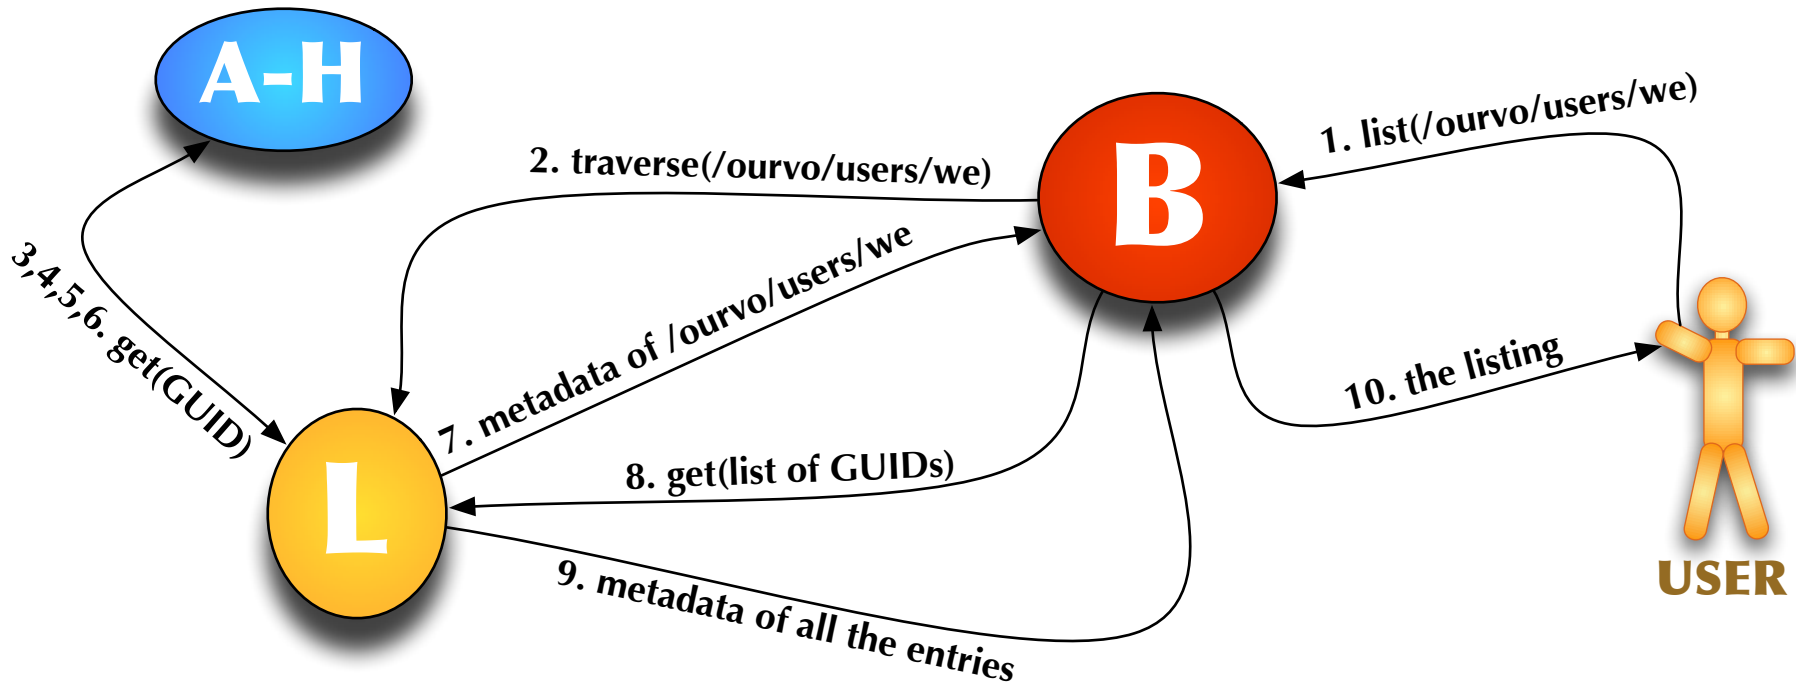 A-H
1. list(/ourvo/users/we)
2. traverse(/ourvo/users/we)
B
3,4,5,6. get(GUID)
7. metadata of /ourvo/users/we
10. the listing
8. get(list of GUIDs)
L
9. metadata of all the entries
USER